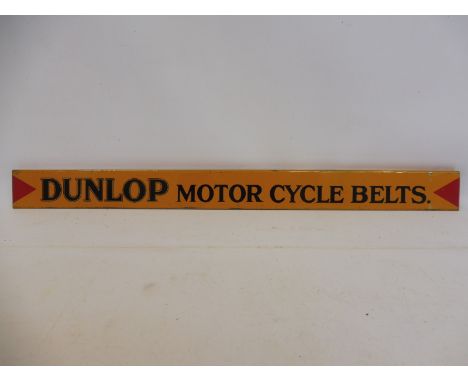 DUNLOP MOTOR CYCLE BELTS.